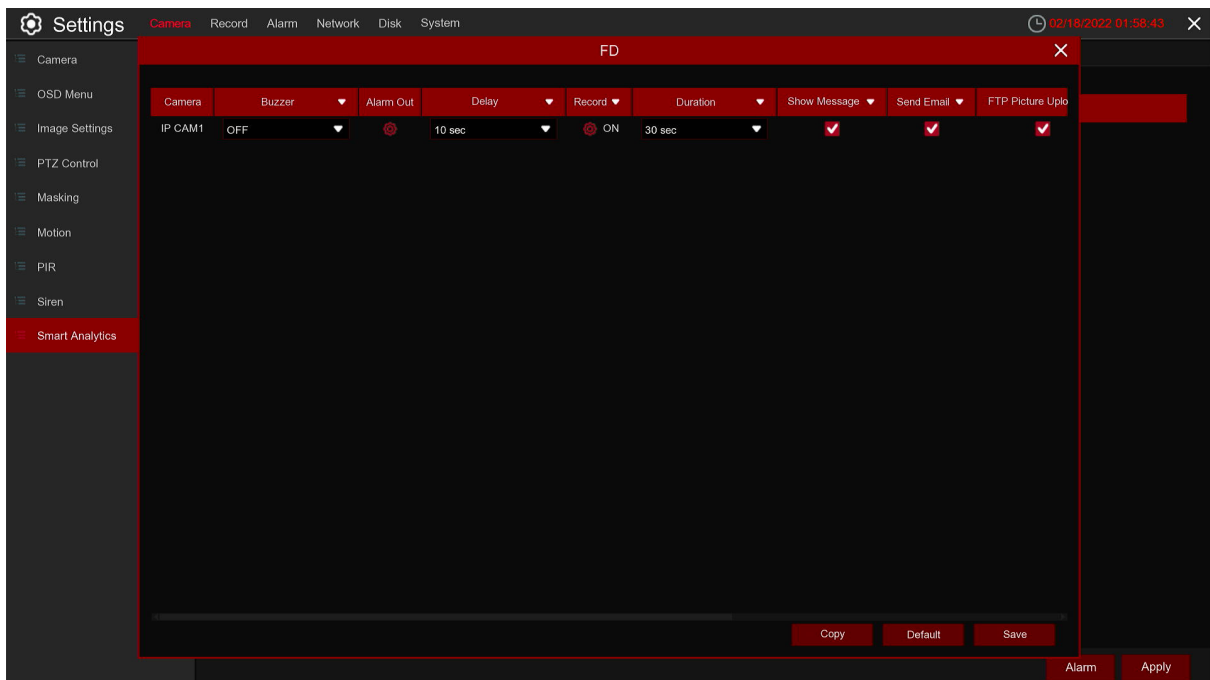 Settings Camera Record Alarm Network Disk System 02/18/2022 01:58:43
FD
Camera
OSD Menu
Image Settings
PTZ Control
Masking
Motion
PIR
Siren
Smart Analytics
Camera Buzzer Alarm Out Delay Record Duration Show Message Send Email FTP Picture Uplo
IP CAM1 OFF 10 sec ON 30 sec
Copy Default Save
Alarm Apply